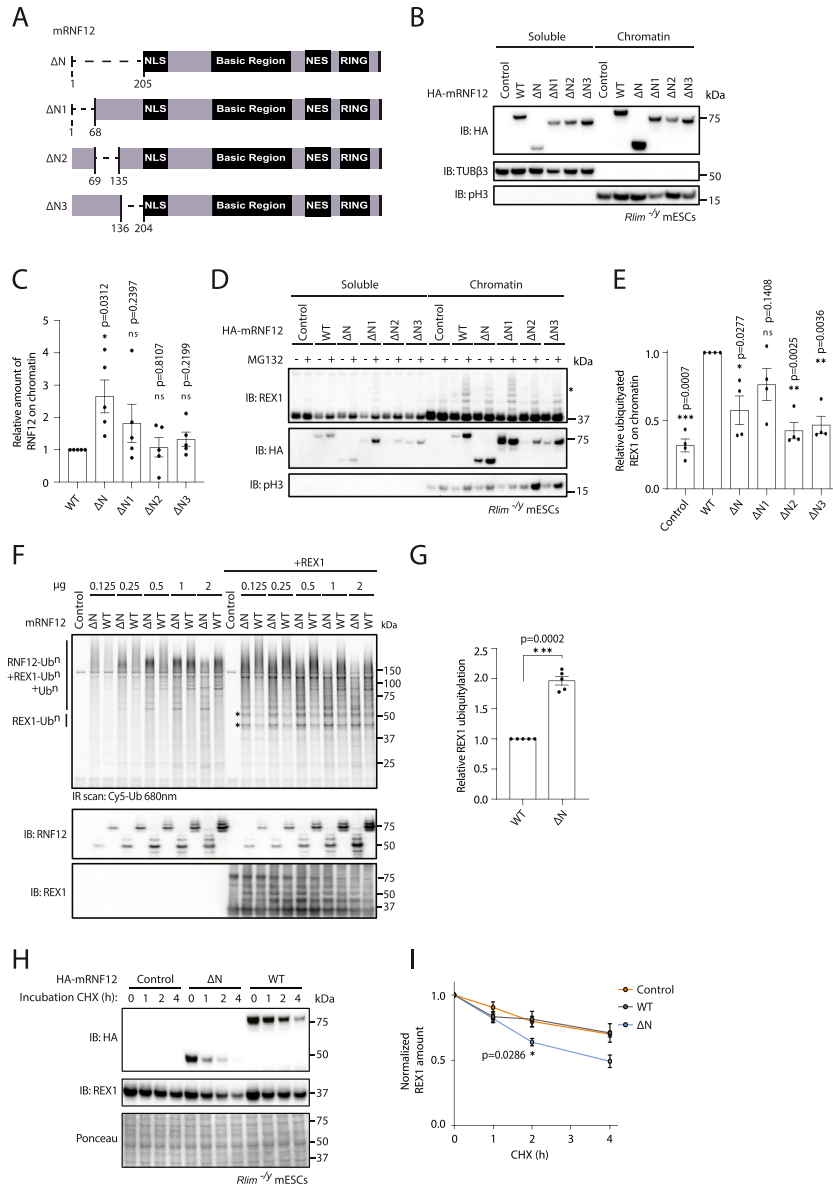 A
mRNF12
ΔN
NLS Basic Region NES RING
1 205
ΔN1
NLS Basic Region NES RING
1 68
ΔN2
NLS Basic Region NES RING
69 135
ΔN3
NLS Basic Region NES RING
136 204
B
Soluble Chromatin
HA-mRNF12 Control WT ΔN ΔN1 ΔN2 ΔN3 Control WT ΔN ΔN1 ΔN2 ΔN3 kDa
IB: HA 75
IB: TUBβ3 50
IB: pH3 15
Rlim -/y mESCs
C
Relative amount of
RNF12 on chromatin
5
4
3
2
1
0
* p=0.0312
ns p=0.2397
ns p=0.8107
ns p=0.2199
WT ΔN ΔN1 ΔN2 ΔN3
D
Soluble Chromatin
HA-mRNF12 Control WT ΔN ΔN1 ΔN2 ΔN3 Control WT ΔN ΔN1 ΔN2 ΔN3
MG132 - + - + - + - + - + - + - + - + - + - + - + - + kDa
IB: REX1 * 37
IB: HA 75
IB: pH3 15
Rlim -/y mESCs
E
Relative ubiquityated
REX1 on chromatin
1.0
0.5
0.0
*** p=0.0007
* p=0.0277
ns p=0.1408
** p=0.0025
** p=0.0036
Control WT ΔN ΔN1 ΔN2 ΔN3
F
+REX1
μg 0.125 0.25 0.5 1 2 0.125 0.25 0.5 1 2
mRNF12 Control ΔN WT ΔN WT ΔN WT ΔN WT ΔN WT Control ΔN WT ΔN WT ΔN WT ΔN WT ΔN WT kDa
RNF12-Ubn
+REX1-Ubn
+Ubn
REX1-Ubn
*
*
150
100
75
50
37
25
IR scan: Cy5-Ub 680nm
IB: RNF12 75 50
IB: REX1 75 50 37
G
Relative REX1 ubiquitylation
2.5
2.0
1.5
1.0
0.5
0.0
p=0.0002
***
WT ΔN
H
HA-mRNF12 Control ΔN WT
Incubation CHX (h): 0 1 2 4 0 1 2 4 0 1 2 4 kDa
IB: HA 75 50
IB: REX1 37
Ponceau 75 50 37
Rlim -/y mESCs
I
Normalized
REX1 amount
1.0
0.5
0.0
p=0.0286 *
0 1 2 3 4
CHX (h)
Control
WT
ΔN